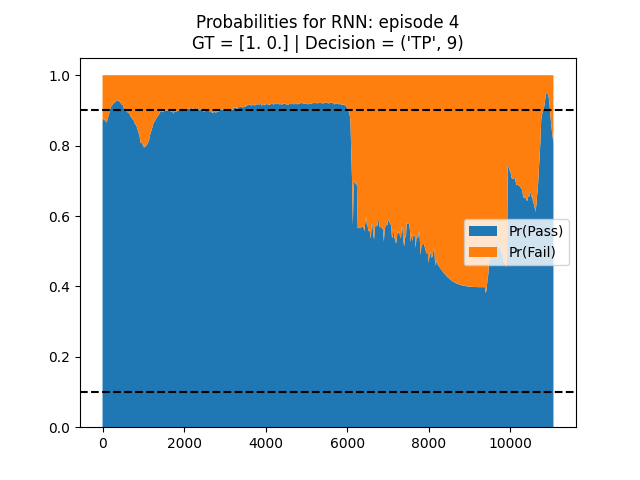 Probabilities for RNN: episode 4
GT = [1. 0.] | Decision = ('TP', 9)
1.0
0.8
0.6
0.4
0.2
0.0
Pr(Pass)
Pr(Fail)
0 2000 4000 6000 8000 10000